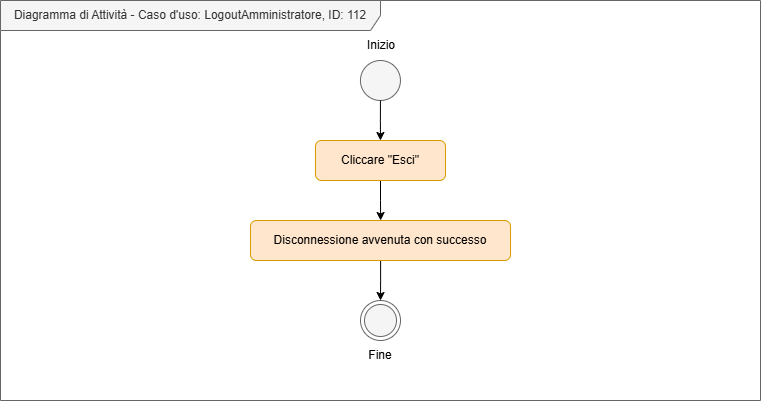 Diagramma di Attività - Caso d'uso: LogoutAmministratore, ID: 112
Inizio
Cliccare "Esci"
Disconnessione avvenuta con successo
Fine